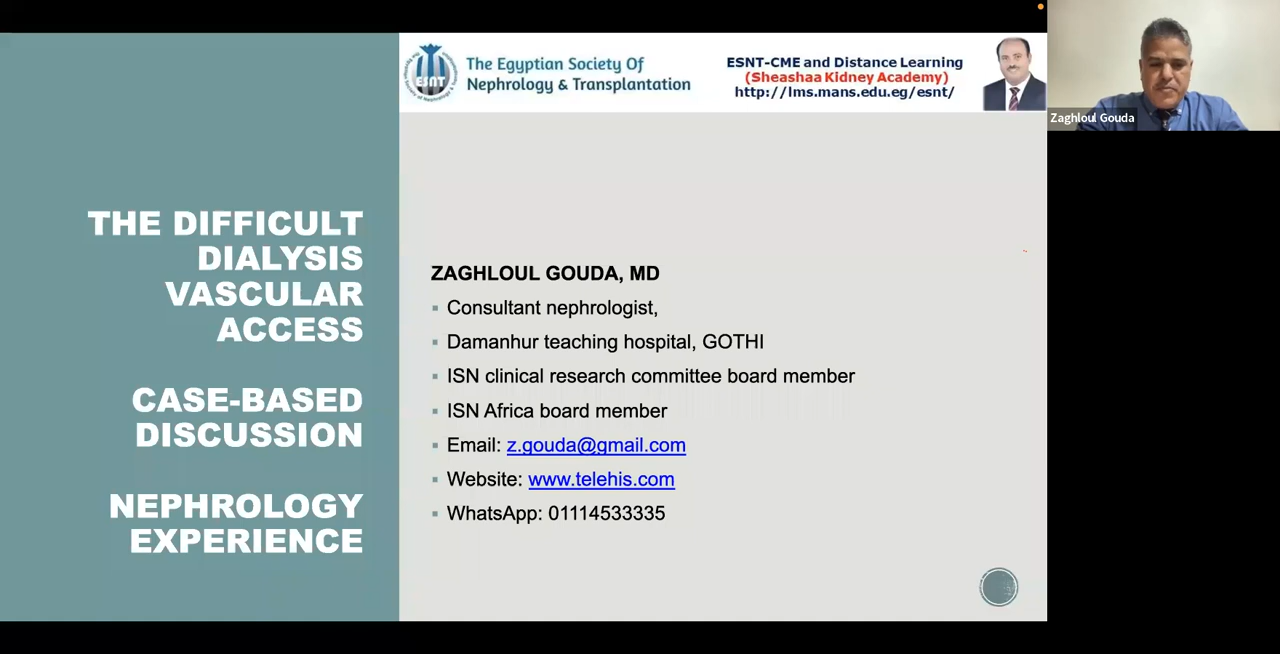 The Egyptian Society Of
Nephrology & Transplantation
ESNT
ESNT-CME and Distance Learning
(Sheashaa Kidney Academy)
http://lms.mans.edu.eg/esnt/
Zaghloul Gouda
THE DIFFICULT
DIALYSIS
VASCULAR
ACCESS
CASE-BASED
DISCUSSION
NEPHROLOGY
EXPERIENCE
ZAGHLOUL GOUDA, MD
▪ Consultant nephrologist,
▪ Damanhur teaching hospital, GOTHI
▪ ISN clinical research committee board member
▪ ISN Africa board member
▪ Email: z.gouda@gmail.com
▪ Website: www.telehis.com
▪ WhatsApp: 01114533335